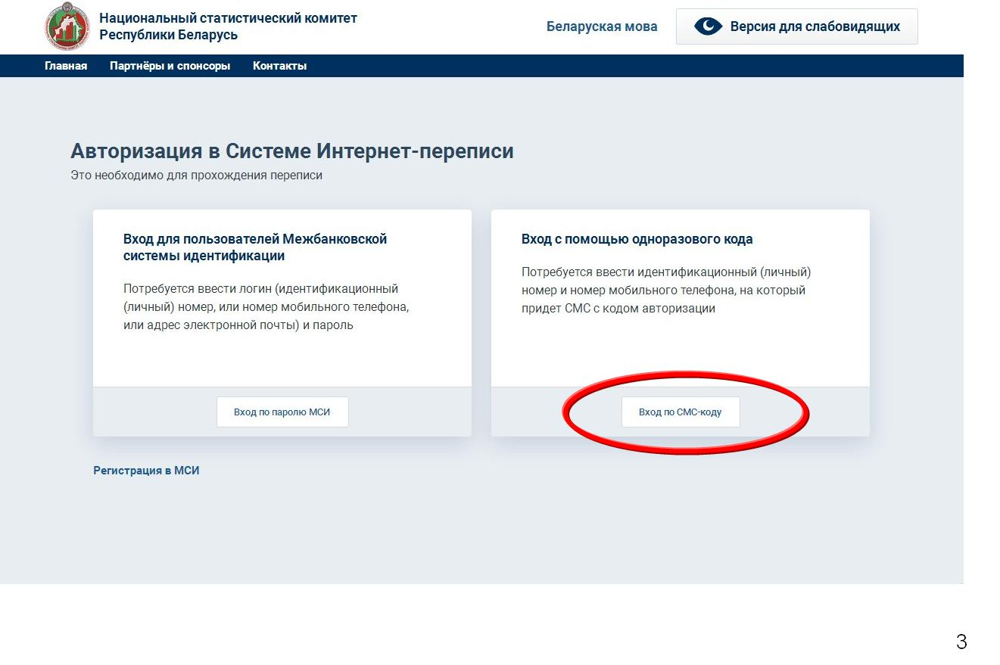 Национальный статистический комитет
Республики Беларусь
Беларуская мова
Версия для слабовидящих
Главная Партнёры и спонсоры Контакты
Авторизация в Системе Интернет-переписи
Это необходимо для прохождения переписи
Вход для пользователей Межбанковской
системы идентификации
Потребуется ввести логин (идентификационный
(личный) номер, или номер мобильного телефона,
или адрес электронной почты) и пароль
Вход по паролю МСИ
Вход с помощью одноразового кода
Потребуется ввести идентификационный (личный)
номер и номер мобильного телефона, на который
придет СМС с кодом авторизации
Вход по СМС-коду
Регистрация в МСИ
3